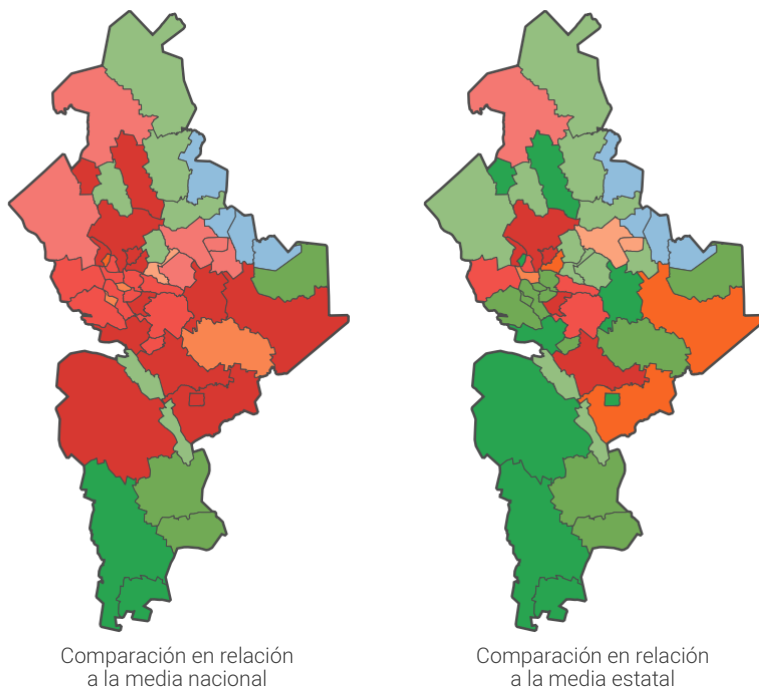 Comparación en relación
a la media nacional
Comparación en relación
a la media estatal